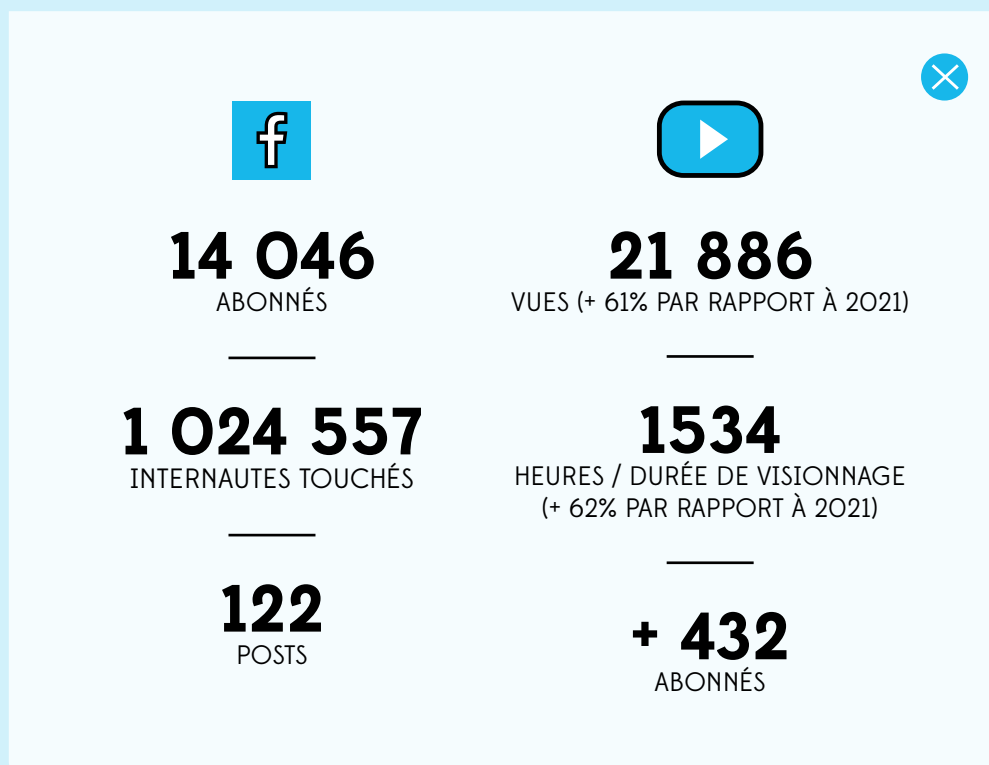 f
14 046
ABONNÉS
1 024 557
INTERNAUTES TOUCHÉS
122
POSTS
21 886
VUES (+ 61% PAR RAPPORT À 2021)
1534
HEURES / DURÉE DE VISIONNAGE
(+ 62% PAR RAPPORT À 2021)
+ 432
ABONNÉS